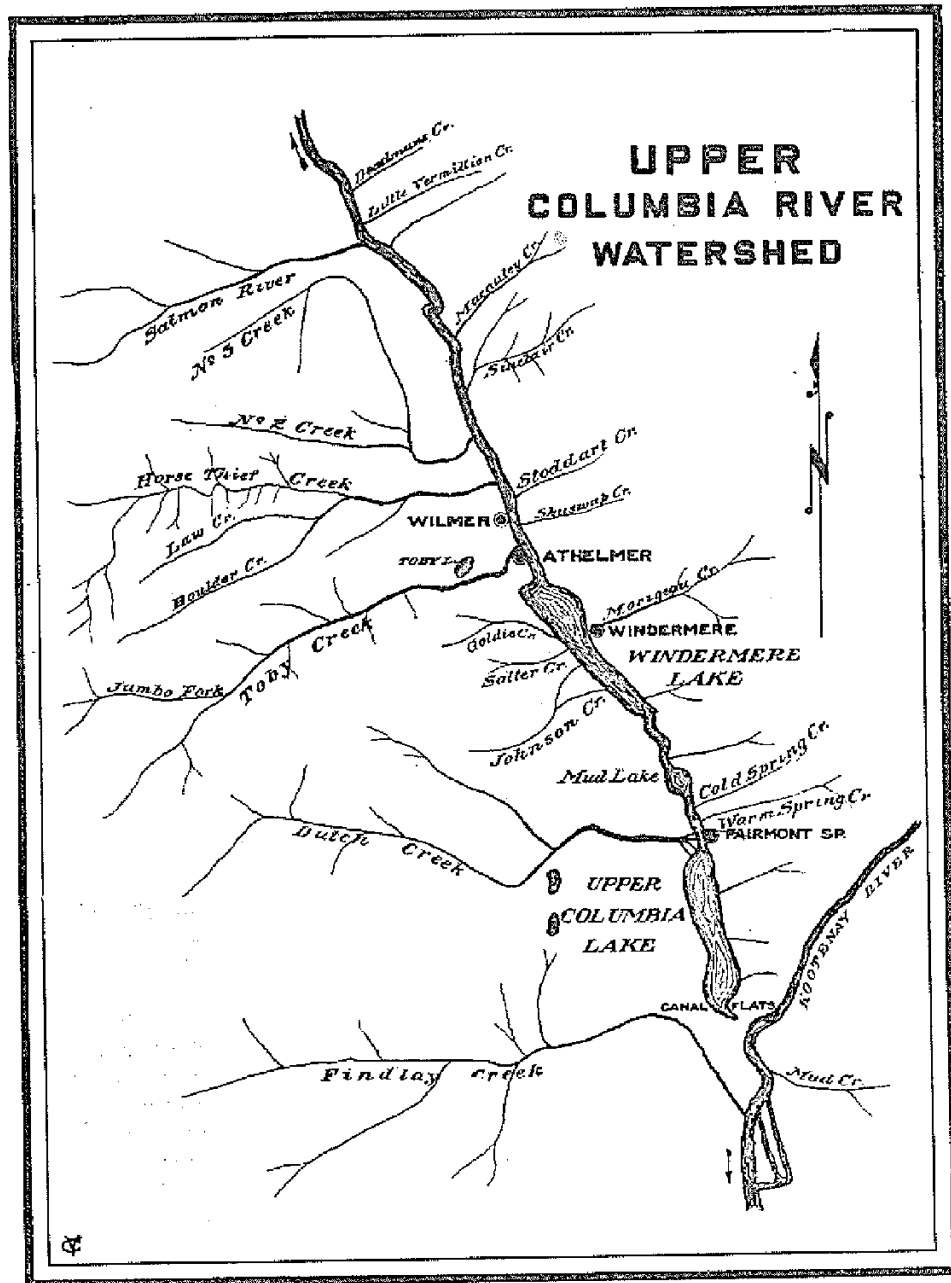 UPPER
COLUMBIA RIVER
WATERSHED
Deadmans Cr.
Little Vermillion Cr.
Macauley Cr.
Salmon River
No 3 Creek
Sinclair Cr.
No 2 Creek
Stoddart Cr.
Horse Thief Creek
Shuswap Cr.
Law Cr.
WILMER
ATHELMER
TOBY L.
Boulder Cr.
Morigeau Cr.
Goldie Cr.
WINDERMERE
WINDERMERE
LAKE
Toby Creek
Salter Cr.
Jumbo Fork
Johnson Cr.
Mud Lake
Cold Spring Cr.
Warm Spring Cr.
FAIRMONT SP.
Dutch Creek
UPPER
COLUMBIA
LAKE
KOOTENAY RIVER
CANAL FLATS
Findlay Creek
Mud Cr.